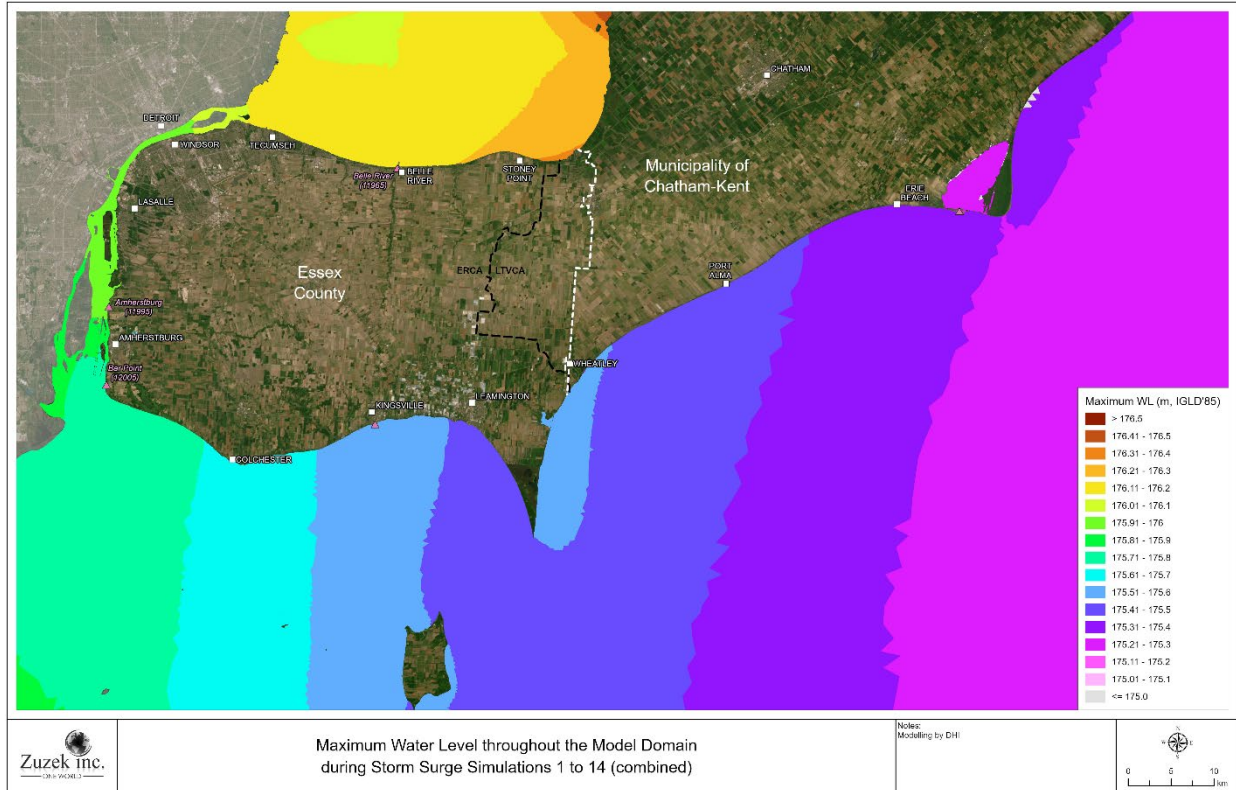 CHATHAM
DETROIT
WINDSOR
TECUMSEH
Belle River
(11965)
BELLE
RIVER
STONEY
POINT
Municipality of
Chatham-Kent
LASALLE
ERIE
BEACH
Essex
County
ERCA
LTVCA
PORT
ALMA
Amherstburg
(11995)
AMHERSTBURG
Bar Point
(12005)
WHEATLEY
KINGSVILLE
LEAMINGTON
COLCHESTER
Maximum WL (m, IGLD'85)
> 176.5
176.41 - 176.5
176.31 - 176.4
176.21 - 176.3
176.11 - 176.2
176.01 - 176.1
175.91 - 176
175.81 - 175.9
175.71 - 175.8
175.61 - 175.7
175.51 - 175.6
175.41 - 175.5
175.31 - 175.4
175.21 - 175.3
175.11 - 175.2
175.01 - 175.1
<= 175.0
Zuzek inc.
ONE WORLD
Maximum Water Level throughout the Model Domain
during Storm Surge Simulations 1 to 14 (combined)
Notes:
Modelling by DHI
N
W E
S
0 5 10
km